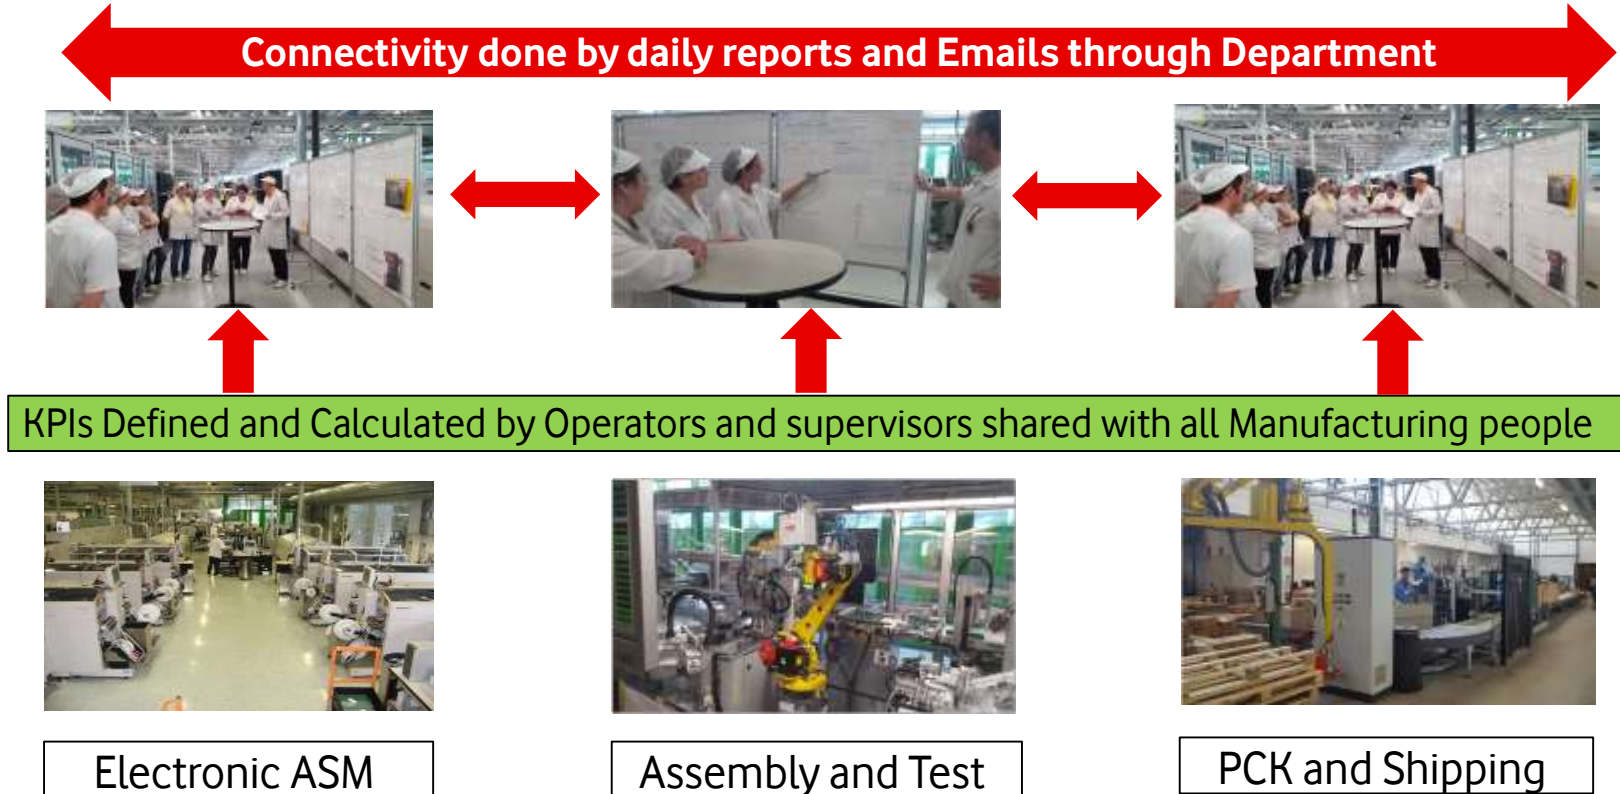 Connectivity done by daily reports and Emails through Department
KPIs Defined and Calculated by Operators and supervisors shared with all Manufacturing people
Electronic ASM
Assembly and Test
PCK and Shipping